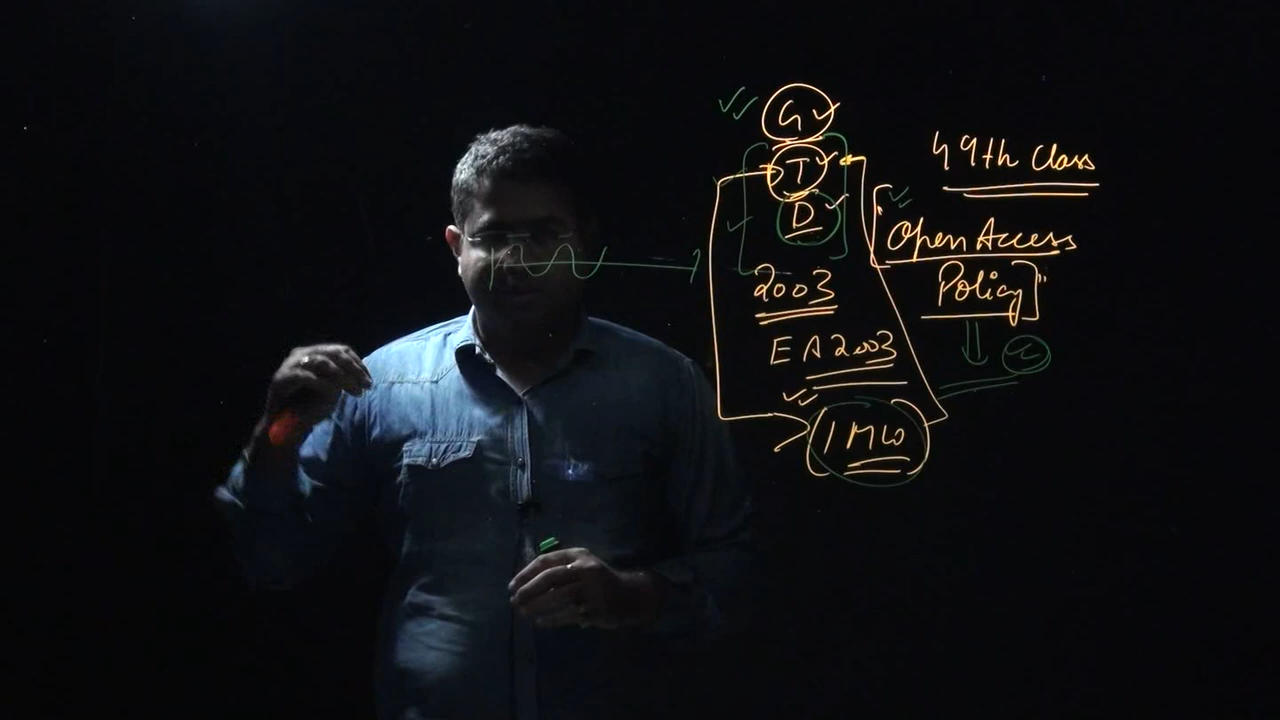 G
T
D
2003
EA 2003
1 MW
49th Class
"Open Access
Policy"